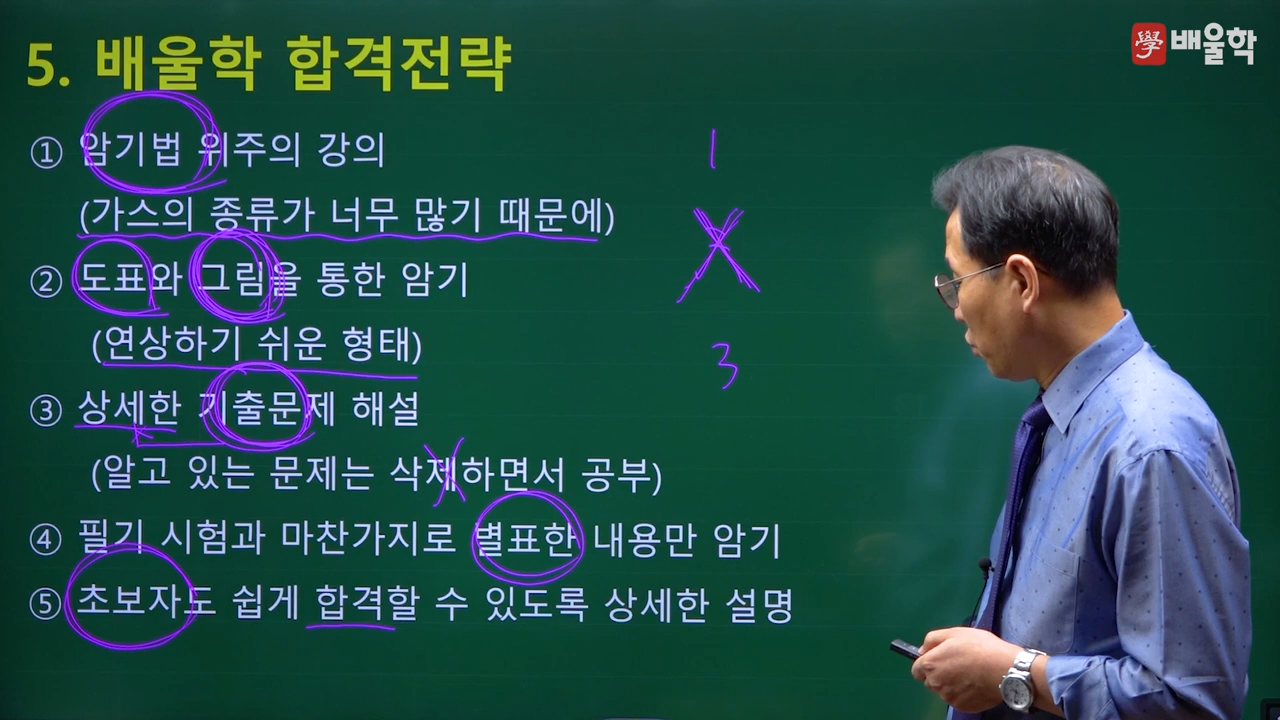 5. 배울학 합격전략
學 배울학
① 암기법 위주의 강의
1
(가스의 종류가 너무 많기 때문에)
② 도표와 그림을 통한 암기
(연상하기 쉬운 형태)
3
③ 상세한 기출문제 해설
(알고 있는 문제는 삭제하면서 공부)
④ 필기 시험과 마찬가지로 별표한 내용만 암기
⑤ 초보자도 쉽게 합격할 수 있도록 상세한 설명